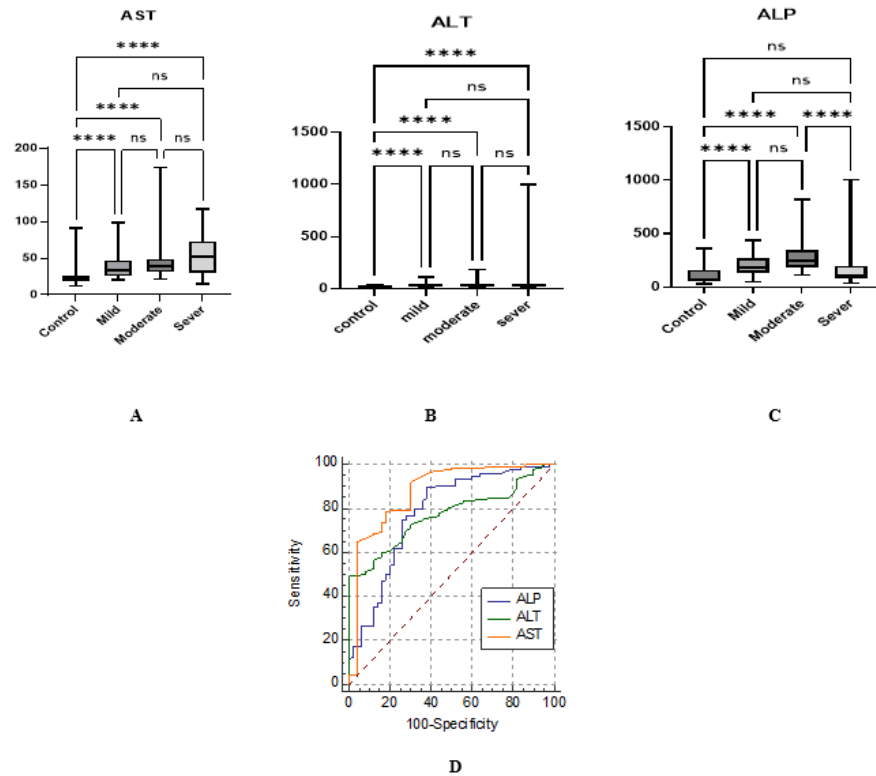 AST
****
ns
****
****
ns
ns
200
150
100
50
0
Control
Mild
Moderate
Sever
A
ALT
****
ns
****
****
ns
ns
1500
1000
500
0
control
mild
moderate
sever
B
ALP
ns
ns
****
****
****
ns
1500
1000
500
0
Control
Mild
Moderate
Sever
C
Sensitivity
100
80
60
40
20
0
ALP
ALT
AST
0 20 40 60 80 100
100-Specificity
D